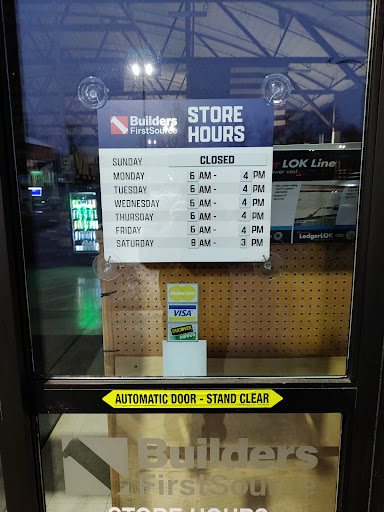 Builders
FirstSource
STORE
HOURS
SUNDAY CLOSED
MONDAY 6 AM - 4 PM
TUESDAY 6 AM - 4 PM
WEDNESDAY 6 AM - 4 PM
THURSDAY 6 AM - 4 PM
FRIDAY 6 AM - 4 PM
SATURDAY 8 AM - 3 PM
LOK Line
LedgerLOK
VISA
DISCOVER
AUTOMATIC DOOR - STAND CLEAR
Builders
FirstSource
STORE HOURS